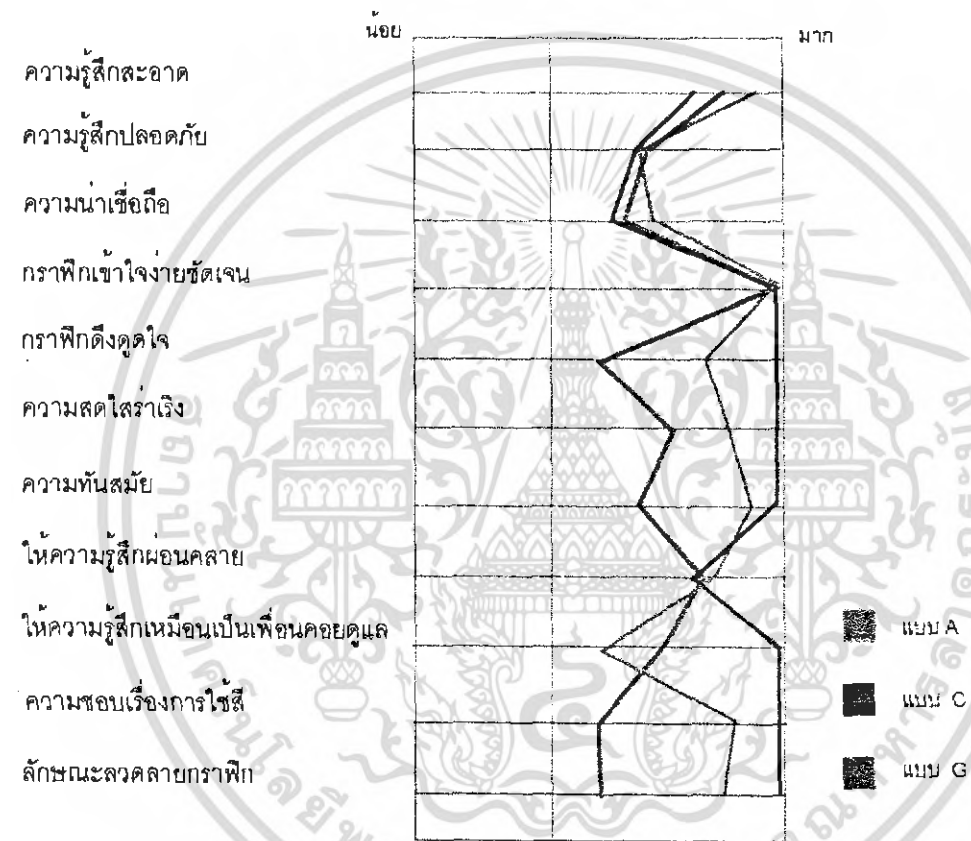 น้อย มาก
ความรู้สึกสะอาด
ความรู้สึกปลอดภัย
ความน่าเชื่อถือ
กราฟิกเข้าใจง่ายชัดเจน
กราฟิกดึงดูดใจ
ความสดใสร่าเริง
ความทันสมัย
ให้ความรู้สึกผ่อนคลาย
ให้ความรู้สึกเหมือนเป็นเพื่อนคอยดูแล
ความชอบเรื่องการใช้สี
ลักษณะลวดลายกราฟิก
แบบ A
แบบ C
แบบ G